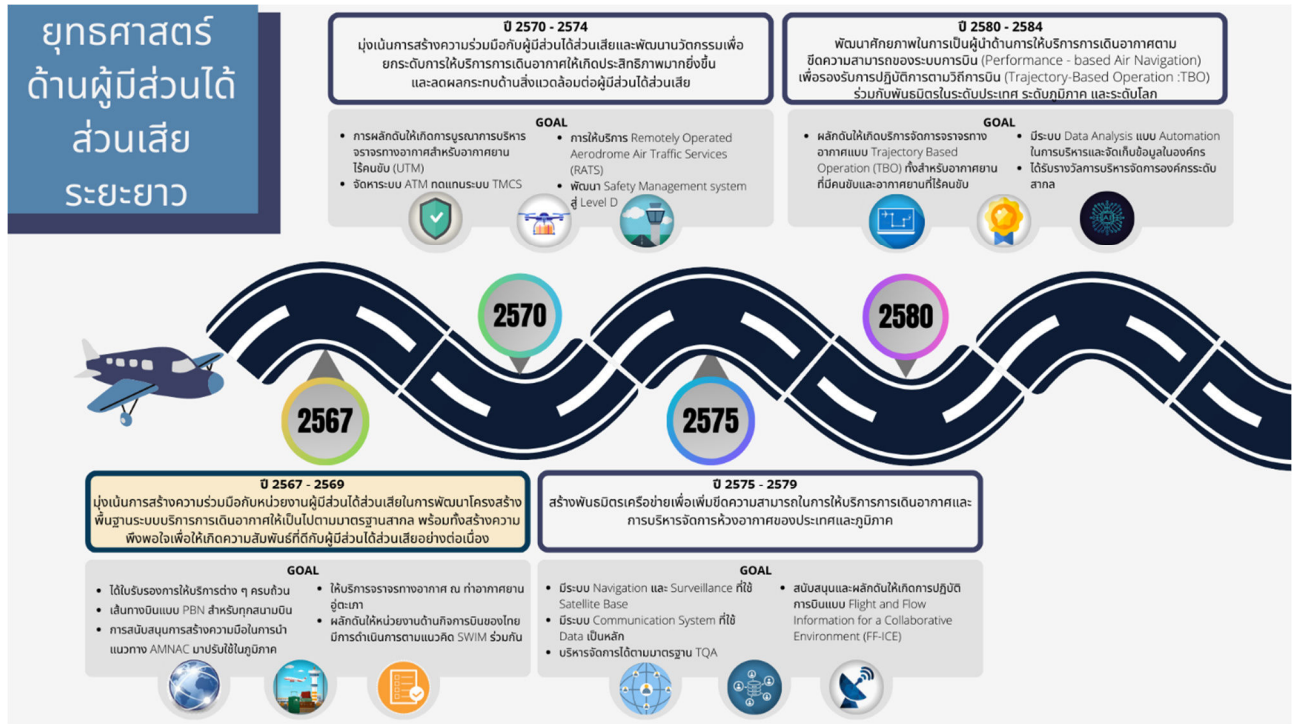 ยุทธศาสตร์
ด้านผู้มีส่วนได้
ส่วนเสีย
ระยะยาว
ปี 2570 - 2574
มุ่งเน้นการสร้างความร่วมมือกับผู้มีส่วนได้ส่วนเสียและพัฒนานวัตกรรมเพื่อ
ยกระดับการให้บริการการเดินอากาศให้เกิดประสิทธิภาพมากยิ่งขึ้น
และลดผลกระทบด้านสิ่งแวดล้อมต่อผู้มีส่วนได้ส่วนเสีย
GOAL
• การผลักดันให้เกิดการบูรณาการบริหาร
จราจรทางอากาศสำหรับอากาศยาน
ไร้คนขับ (UTM)
• จัดหาระบบ ATM ทดแทนระบบ TMCS
• การให้บริการ Remotely Operated
Aerodrome Air Traffic Services
(RATS)
• พัฒนา Safety Management system
สู่ Level D
ปี 2580 - 2584
พัฒนาศักยภาพในการเป็นผู้นำด้านการให้บริการการเดินอากาศตาม
ขีดความสามารถของระบบการบิน (Performance - based Air Navigation)
เพื่อรองรับการปฏิบัติการตามวิถีการบิน (Trajectory-Based Operation :TBO)
ร่วมกับพันธมิตรในระดับประเทศ ระดับภูมิภาค และระดับโลก
GOAL
• ผลักดันให้เกิดบริการจัดการจราจรทาง
อากาศแบบ Trajectory Based
Operation (TBO) ทั้งสำหรับอากาศยาน
ที่มีคนขับและอากาศยานที่ไร้คนขับ
• มีระบบ Data Analysis แบบ Automation
ในการบริหารและจัดเก็บข้อมูลในองค์กร
• ได้รับรางวัลการบริหารจัดการองค์กรระดับ
สากล
AI
2567
2570
2575
2580
ปี 2567 - 2569
มุ่งเน้นการสร้างความร่วมมือกับหน่วยงานผู้มีส่วนได้ส่วนเสียในการพัฒนาโครงสร้าง
พื้นฐานระบบบริการการเดินอากาศให้เป็นไปตามมาตรฐานสากล พร้อมทั้งสร้างความ
พึงพอใจเพื่อให้เกิดความสัมพันธ์ที่ดีกับผู้มีส่วนได้ส่วนเสียอย่างต่อเนื่อง
GOAL
• ได้ใบรับรองการให้บริการต่าง ๆ ครบถ้วน
• เส้นทางบินแบบ PBN สำหรับทุกสนามบิน
• การสนับสนุนการสร้างความมือในการนำ
แนวทาง AMNAC มาปรับใช้ในภูมิภาค
• ให้บริการจราจรทางอากาศ ณ ท่าอากาศยาน
อู่ตะเภา
• ผลักดันให้หน่วยงานด้านกิจการบินของไทย
มีการดำเนินการตามแนวคิด SWIM ร่วมกัน
ปี 2575 - 2579
สร้างพันธมิตรเครือข่ายเพื่อเพิ่มขีดความสามารถในการให้บริการการเดินอากาศและ
การบริหารจัดการห้วงอากาศของประเทศและภูมิภาค
GOAL
• มีระบบ Navigation และ Surveillance ที่ใช้
Satellite Base
• มีระบบ Communication System ที่ใช้
Data เป็นหลัก
• บริหารจัดการได้ตามมาตรฐาน TQA
• สนับสนุนและผลักดันให้เกิดการปฏิบัติ
การบินแบบ Flight and Flow
Information for a Collaborative
Environment (FF-ICE)